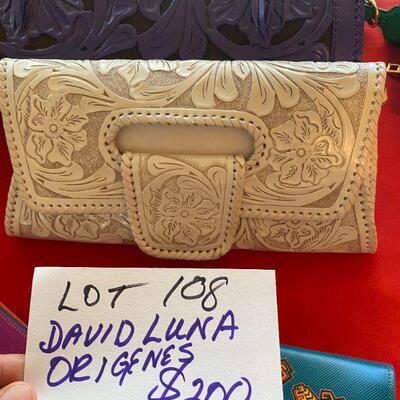 LOT 108
DAVID LUNA
ORIGENES
$200